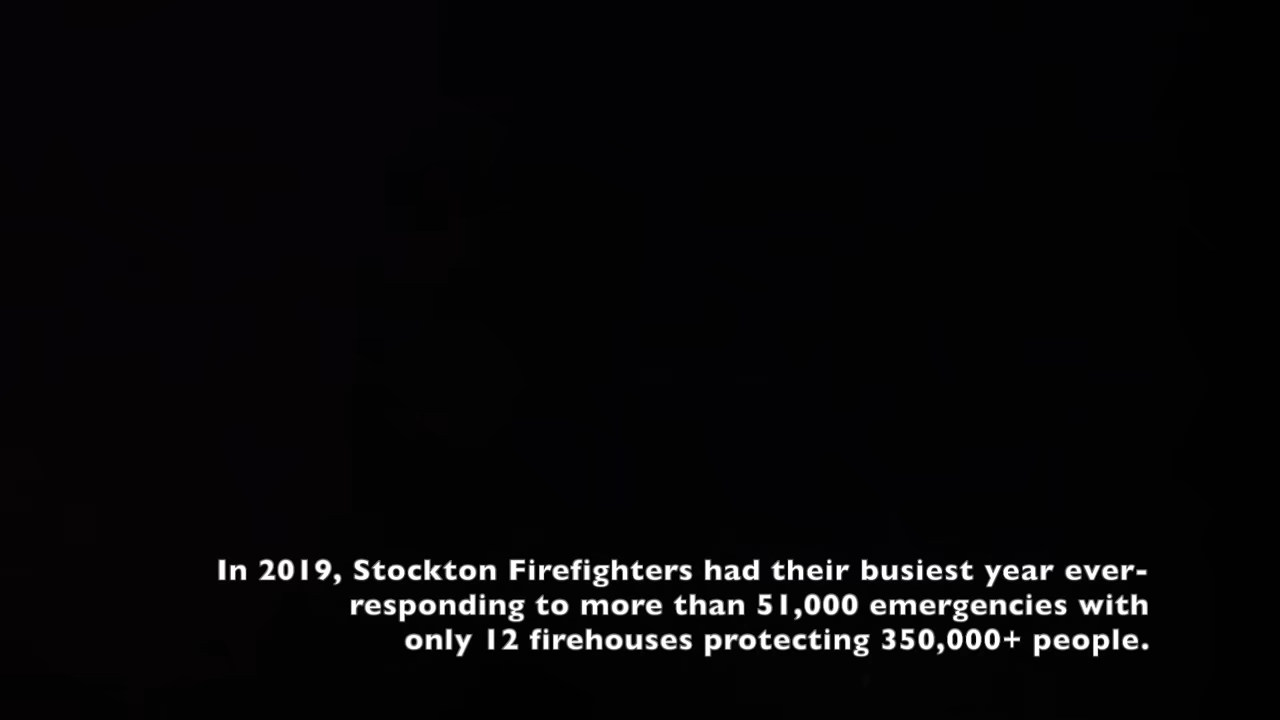 In 2019, Stockton Firefighters had their busiest year ever-
responding to more than 51,000 emergencies with
only 12 firehouses protecting 350,000+ people.